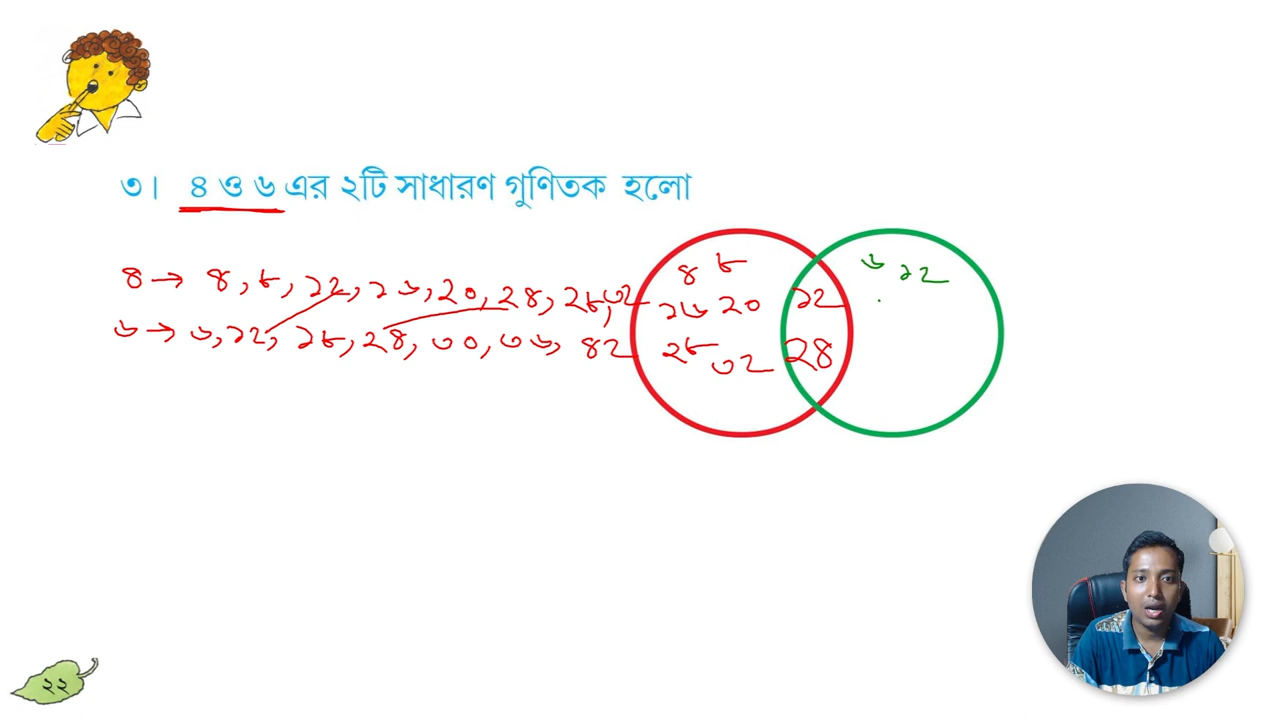 ৩। ৪ ও ৬ এর ২টি সাধারণ গুণিতক হলো
৪ → ৪, ৮, ১২, ১৬, ২০, ২৪, ২৮, ৩২
৬ → ৬, ১২, ১৮, ২৪, ৩০, ৩৬, ৪২
৪ ৮
১৬ ২০ ১২
২৮ ৩২ ২৪
৬ ১২
২২